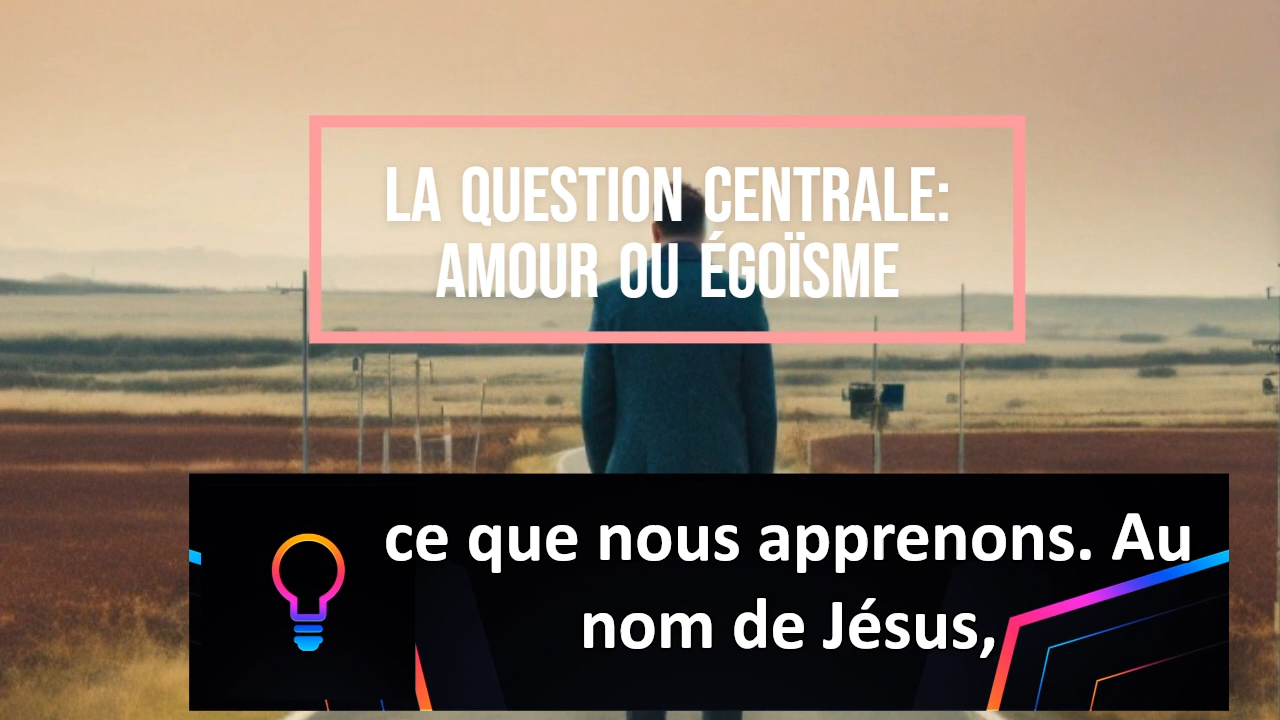 LA QUESTION CENTRALE:
AMOUR OU ÉGOÏSME
ce que nous apprenons. Au
nom de Jésus,